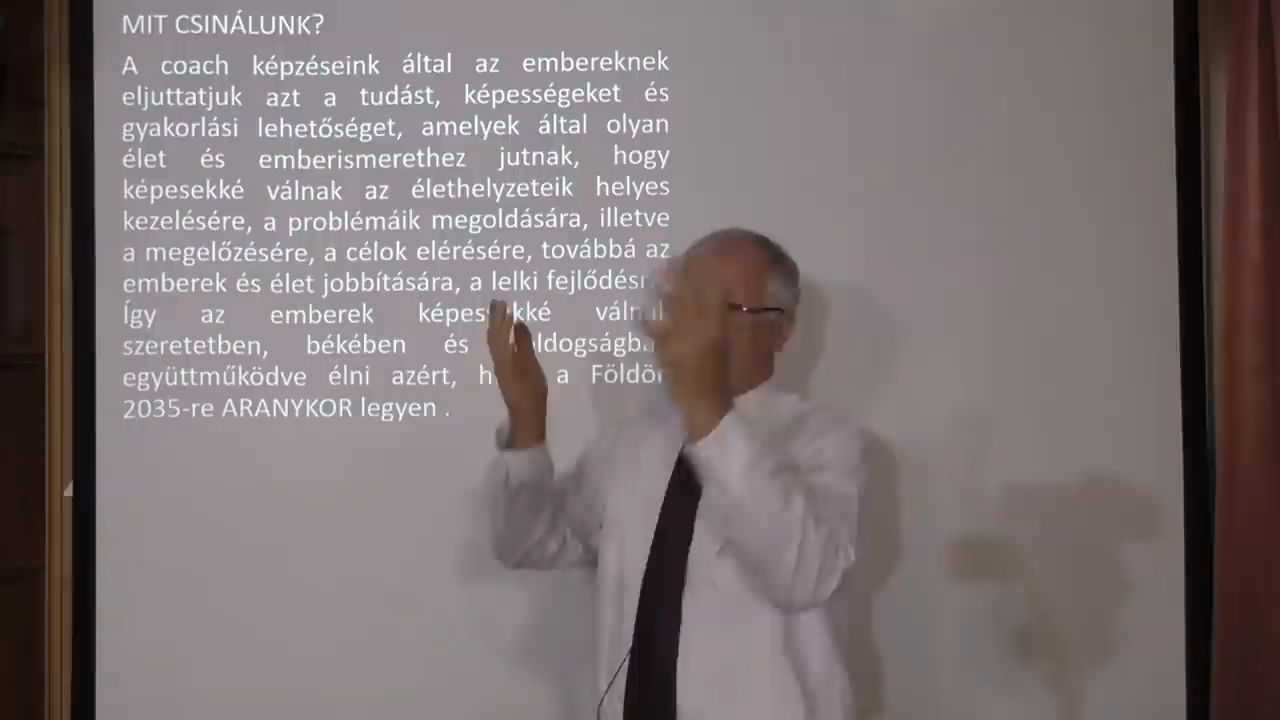 MIT CSINÁLUNK?
A coach képzéseink által az embereknek
eljuttatjuk azt a tudást, képességeket és
gyakorlási lehetőséget, amelyek által olyan
élet és emberismerethez jutnak, hogy
képesekké válnak az élethelyzeteik helyes
kezelésére, a problémáik megoldására, illetve
a megelőzésére, a célok elérésére, továbbá az
emberek és élet jobbítására, a lelki
Így az emberek
szeretetben, békében és
együttműködve élni azért, a
2035-re ARANYKOR legyen .